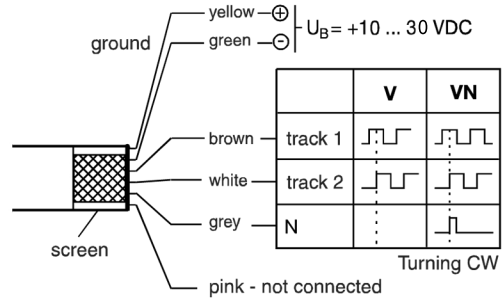 yellow
green
U_B = +10 ... 30 VDC
ground
V VN
brown track 1
white track 2
grey N
screen
Turning CW
pink - not connected